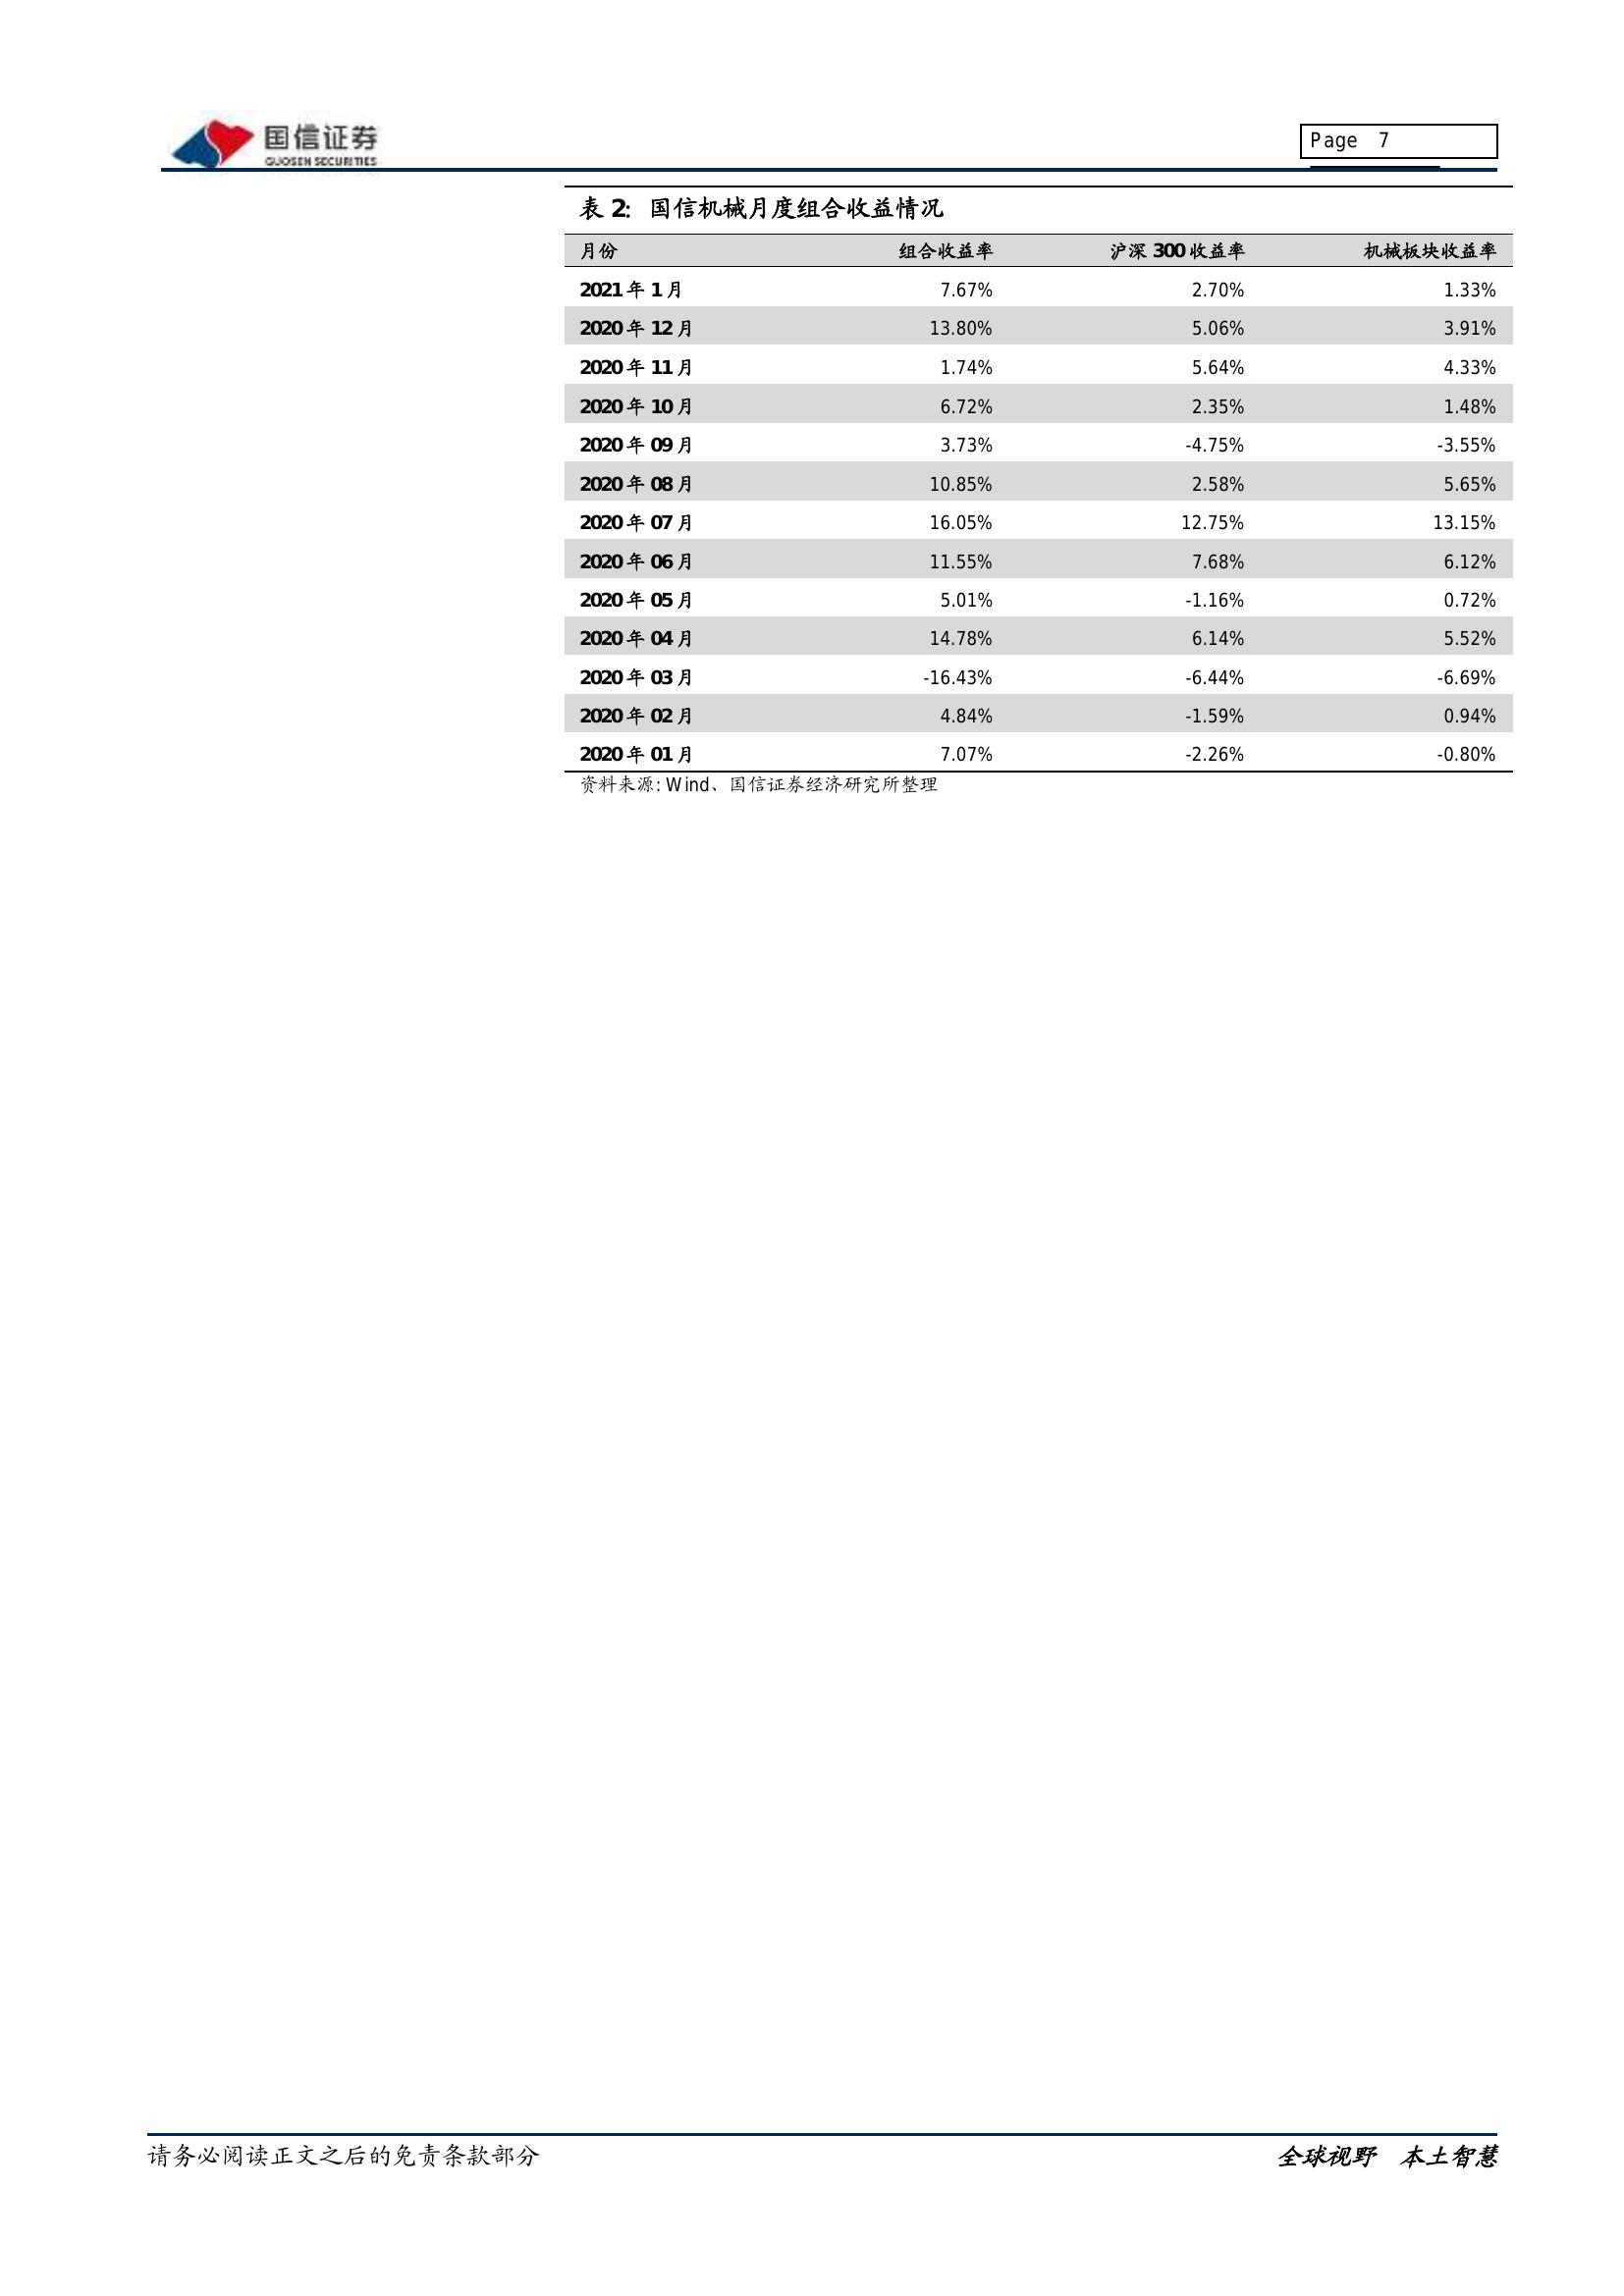 国信证券
GUOSEN SECURITIES
Page 7
表 2: 国信机械月度组合收益情况
月份 组合收益率 沪深 300 收益率 机械板块收益率
2021 年 1 月 7.67% 2.70% 1.33%
2020 年 12 月 13.80% 5.06% 3.91%
2020 年 11 月 1.74% 5.64% 4.33%
2020 年 10 月 6.72% 2.35% 1.48%
2020 年 09 月 3.73% -4.75% -3.55%
2020 年 08 月 10.85% 2.58% 5.65%
2020 年 07 月 16.05% 12.75% 13.15%
2020 年 06 月 11.55% 7.68% 6.12%
2020 年 05 月 5.01% -1.16% 0.72%
2020 年 04 月 14.78% 6.14% 5.52%
2020 年 03 月 -16.43% -6.44% -6.69%
2020 年 02 月 4.84% -1.59% 0.94%
2020 年 01 月 7.07% -2.26% -0.80%
资料来源: Wind、国信证券经济研究所整理
请务必阅读正文之后的免责条款部分 全球视野 本土智慧